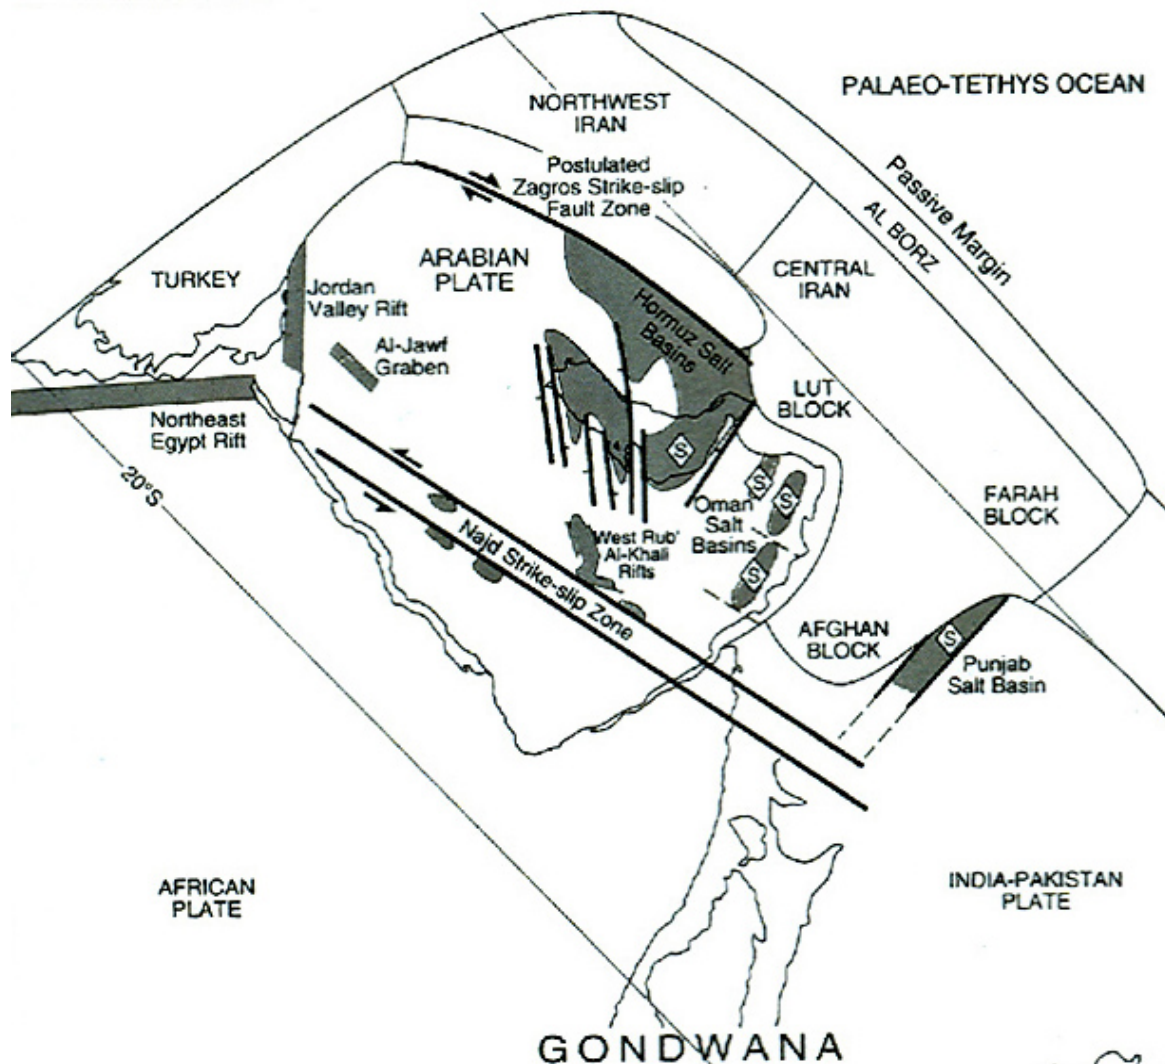 PALAEO-TETHYS OCEAN
NORTHWEST
IRAN
Postulated
Zagros Strike-slip
Fault Zone
Passive Margin
AL BORZ
ARABIAN
PLATE
CENTRAL
IRAN
TURKEY
Jordan
Valley Rift
Hormuz Salt
Basins
Al-Jawf
Graben
LUT
BLOCK
Northeast
Egypt Rift
20°S
S
S
S
S
Oman
Salt
Basins
FARAH
BLOCK
West Rub'
Al-Khali
Rifts
Najd Strike-slip Zone
AFGHAN
BLOCK
S
Punjab
Salt Basin
AFRICAN
PLATE
INDIA-PAKISTAN
PLATE
GONDWANA